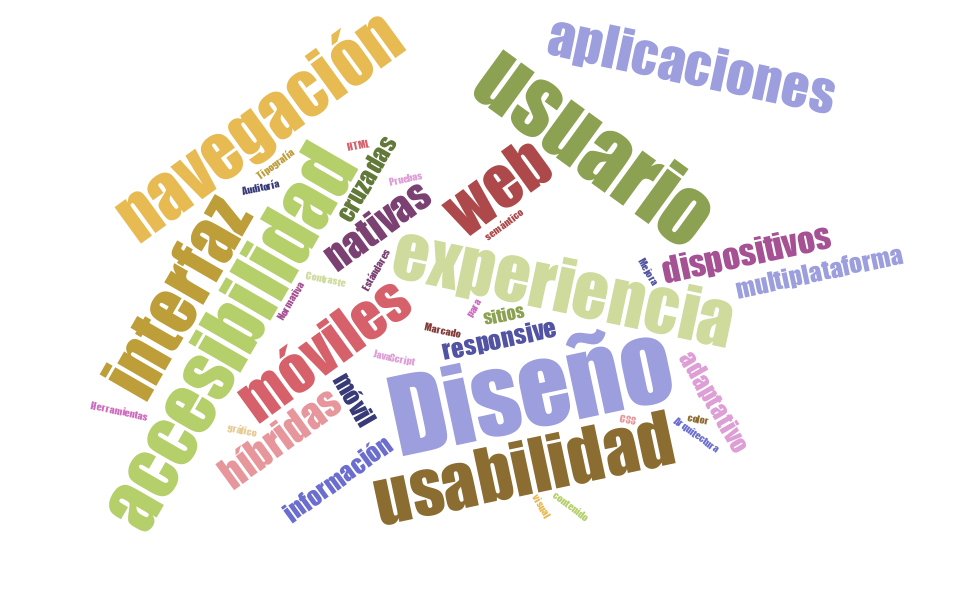 navegación
aplicaciones
usuario
Tipografía
HTML
Auditoría
cruzadas
Pruebas
web
nativas
semántico
interfaz
accesibilidad
experiencia
dispositivos
multiplataforma
Mejora
Estándares
Contraste
Normativa
móviles
para
sitios
Marcado
responsive
JavaScript
Diseño
adaptativo
móvil
híbridas
Herramientas
gráfico
css
color
Arquitectura
información
usabilidad
visual
contenido